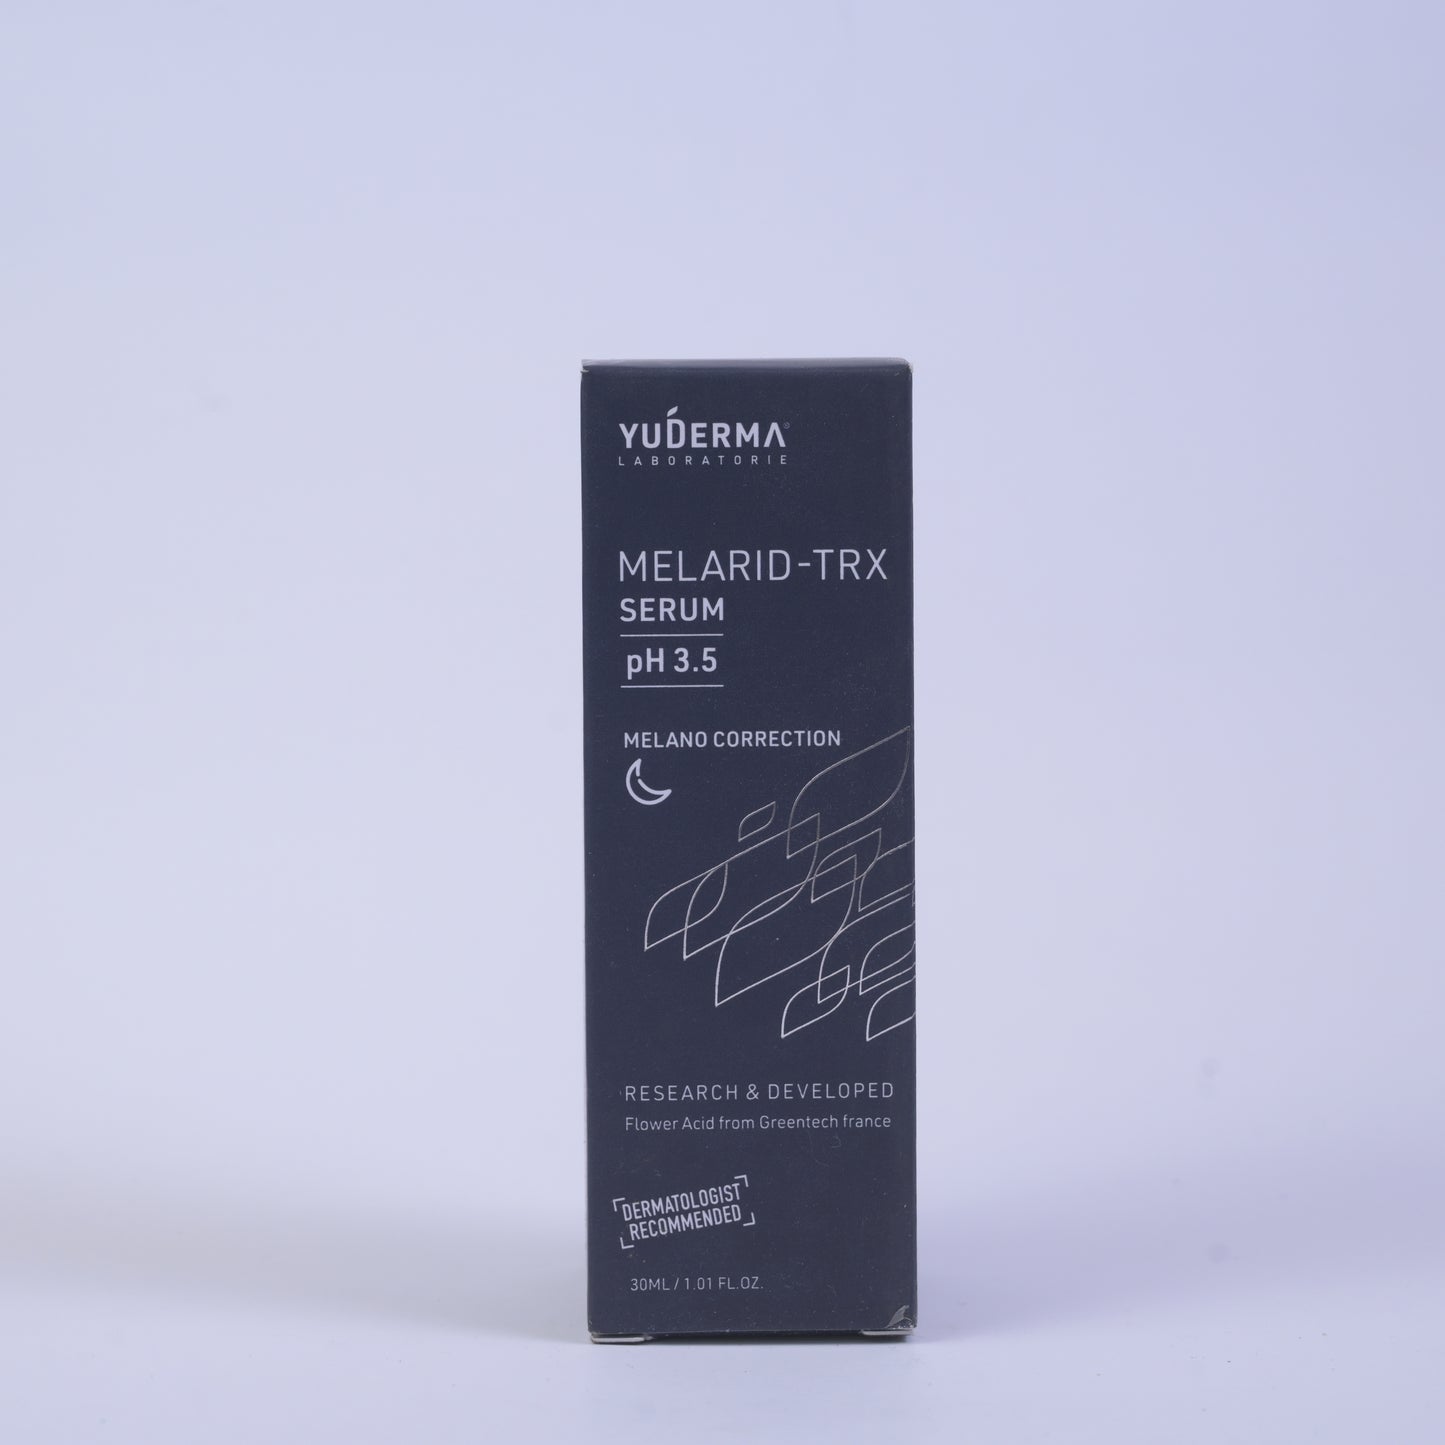 YUDERMA®
LABORATORIE
MELARID-TRX
SERUM
pH 3.5
MELANO CORRECTION
RESEARCH & DEVELOPED
Flower Acid from Greentech france
DERMATOLOGIST
RECOMMENDED
30ML / 1.01 FL.OZ.